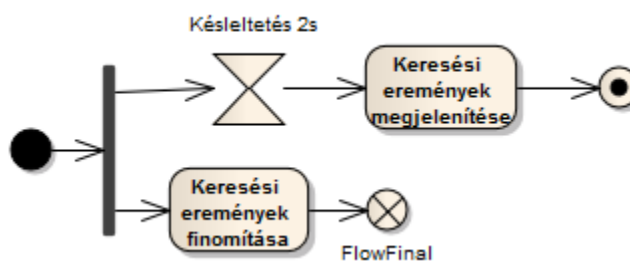 Késleltetés 2s
Keresési
eremények
megjelenítése
Keresési
eremények
finomítása
FlowFinal